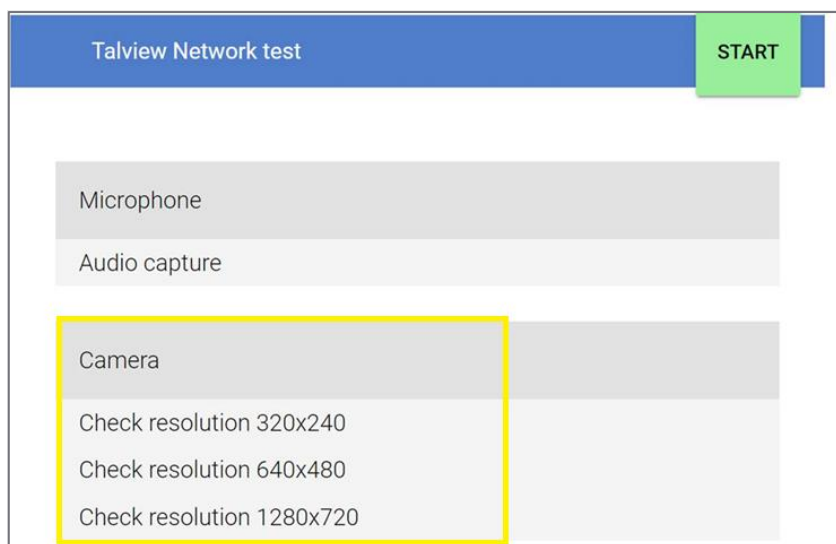 Talview Network test
START
Microphone
Audio capture
Camera
Check resolution 320x240
Check resolution 640x480
Check resolution 1280x720